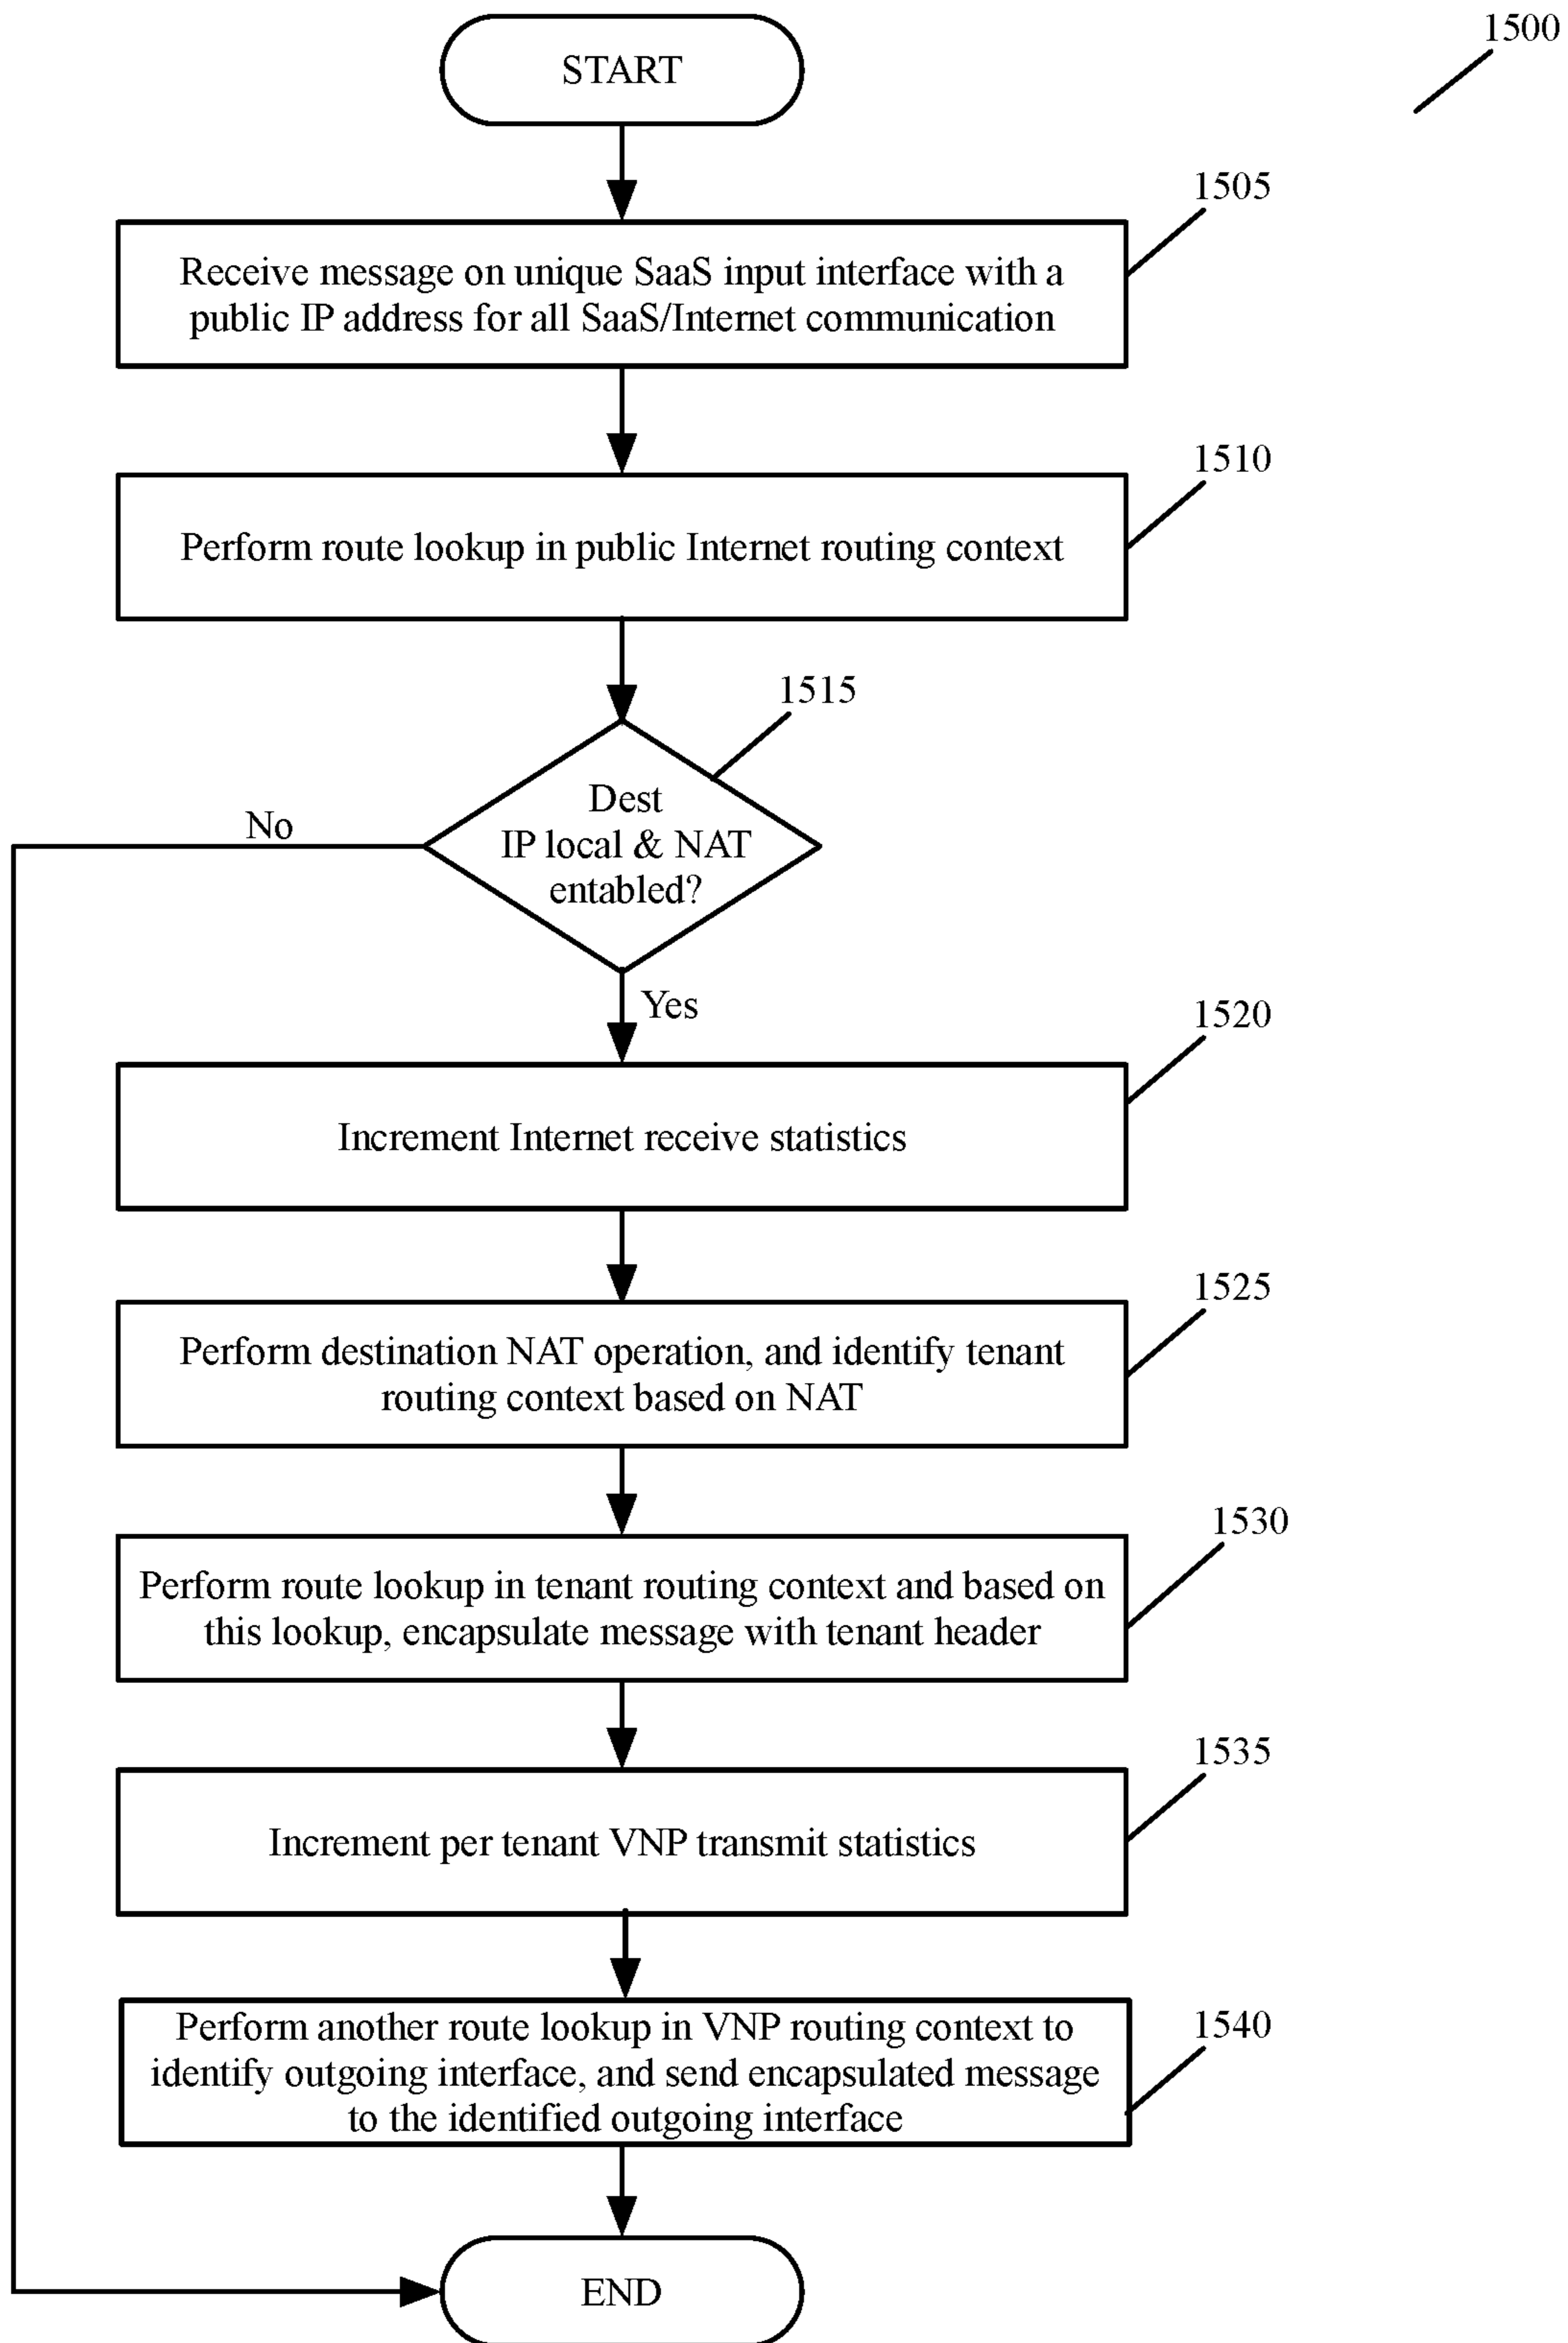 START
1500
1505
Receive message on unique SaaS input interface with a
public IP address for all SaaS/Internet communication
1510
Perform route lookup in public Internet routing context
1515
Dest
IP local & NAT
entabled?
No
Yes
1520
Increment Internet receive statistics
1525
Perform destination NAT operation, and identify tenant
routing context based on NAT
1530
Perform route lookup in tenant routing context and based on
this lookup, encapsulate message with tenant header
1535
Increment per tenant VNP transmit statistics
1540
Perform another route lookup in VNP routing context to
identify outgoing interface, and send encapsulated message
to the identified outgoing interface
END